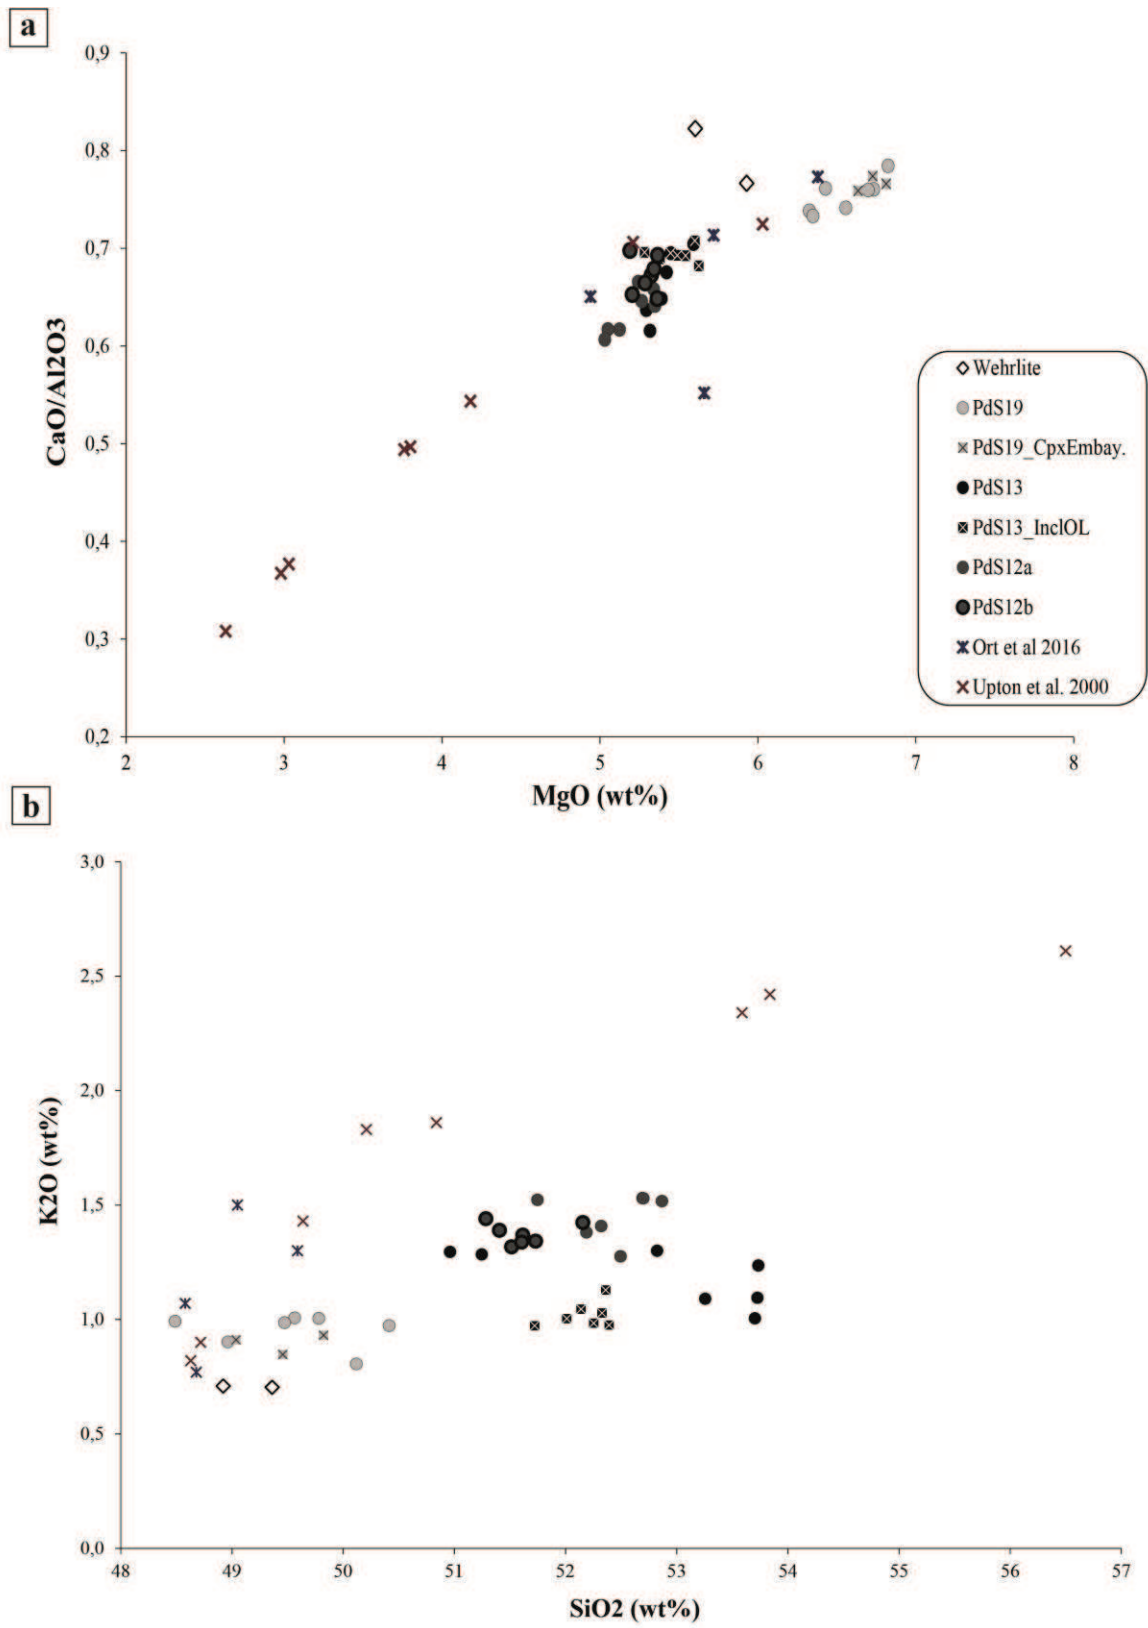 a
0,9
0,8
0,7
0,6
0,5
0,4
0,3
0,2
CaO/Al2O3
2 3 4 5 6 7 8
MgO (wt%)
Wehrlite
PdS19
PdS19_CpxEmbay.
PdS13
PdS13_InclOL
PdS12a
PdS12b
Ort et al 2016
Upton et al. 2000
b
3,0
2,5
2,0
1,5
1,0
0,5
0,0
K2O (wt%)
48 49 50 51 52 53 54 55 56 57
SiO2 (wt%)